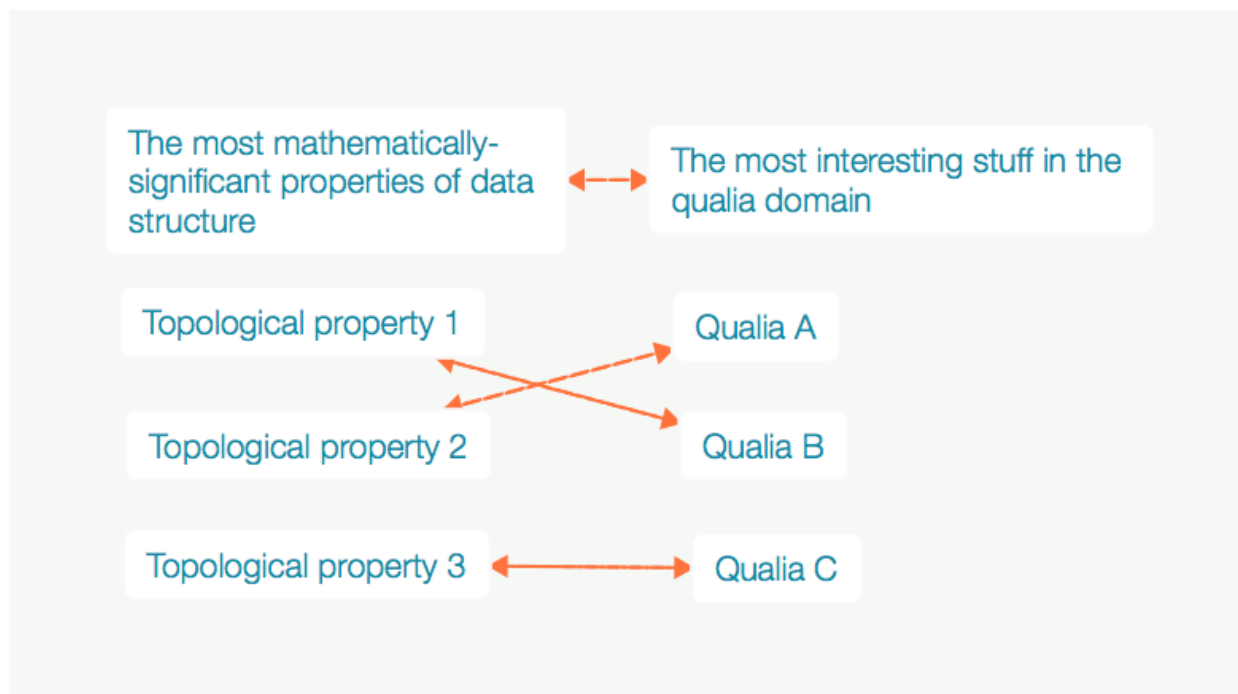 The most mathematically-
significant properties of data
structure
The most interesting stuff in the
qualia domain
Topological property 1
Qualia A
Topological property 2
Qualia B
Topological property 3
Qualia C